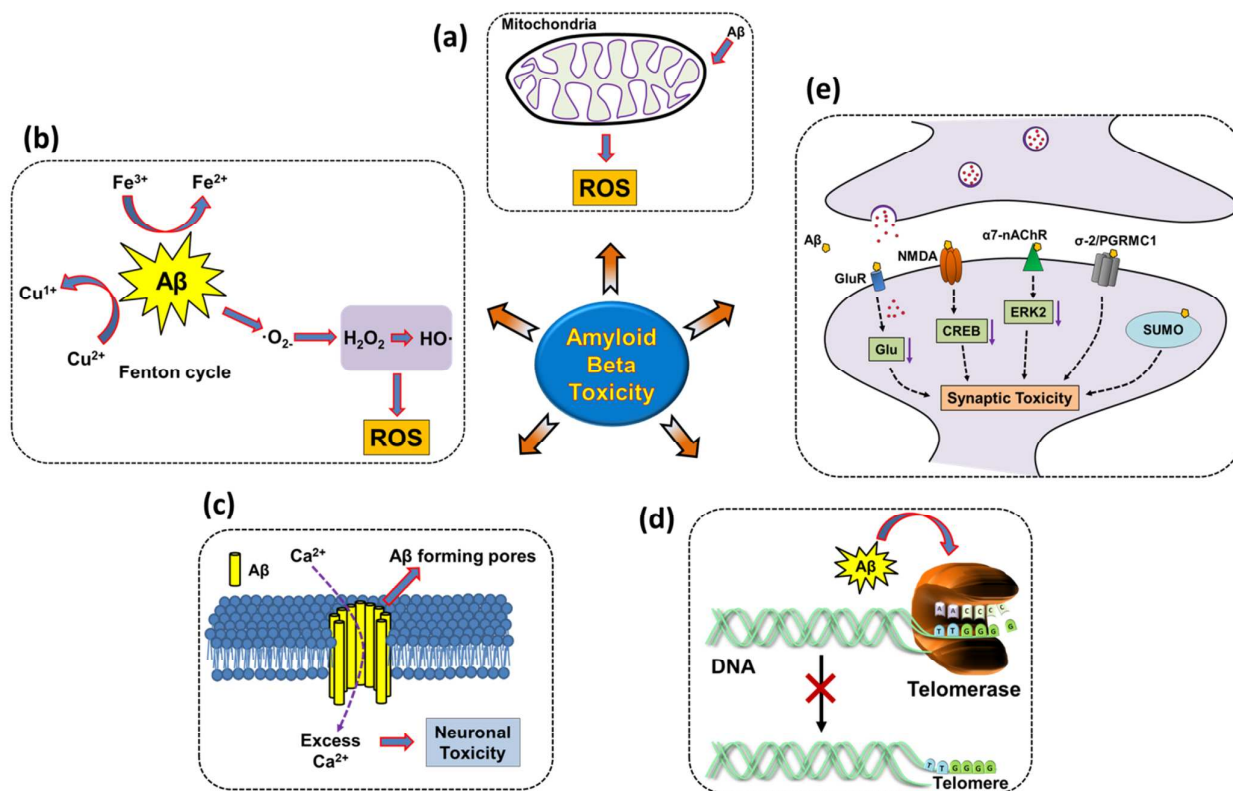 (a)
Mitochondria
Aβ
ROS
(b)
Fe³⁺
Fe²⁺
Aβ
Cu¹⁺
Cu²⁺
Fenton cycle
·O₂-
H₂O₂
HO·
ROS
Amyloid
Beta
Toxicity
(e)
Aβ
GluR
NMDA
α7-nAChR
σ-2/PGRMC1
Glu
CREB
ERK2
SUMO
Synaptic Toxicity
(c)
Aβ
Ca²⁺
Aβ forming pores
Excess
Ca²⁺
Neuronal
Toxicity
(d)
Aβ
A A C C C C
T T G G G G
DNA
Telomerase
T T G G G G
Telomere